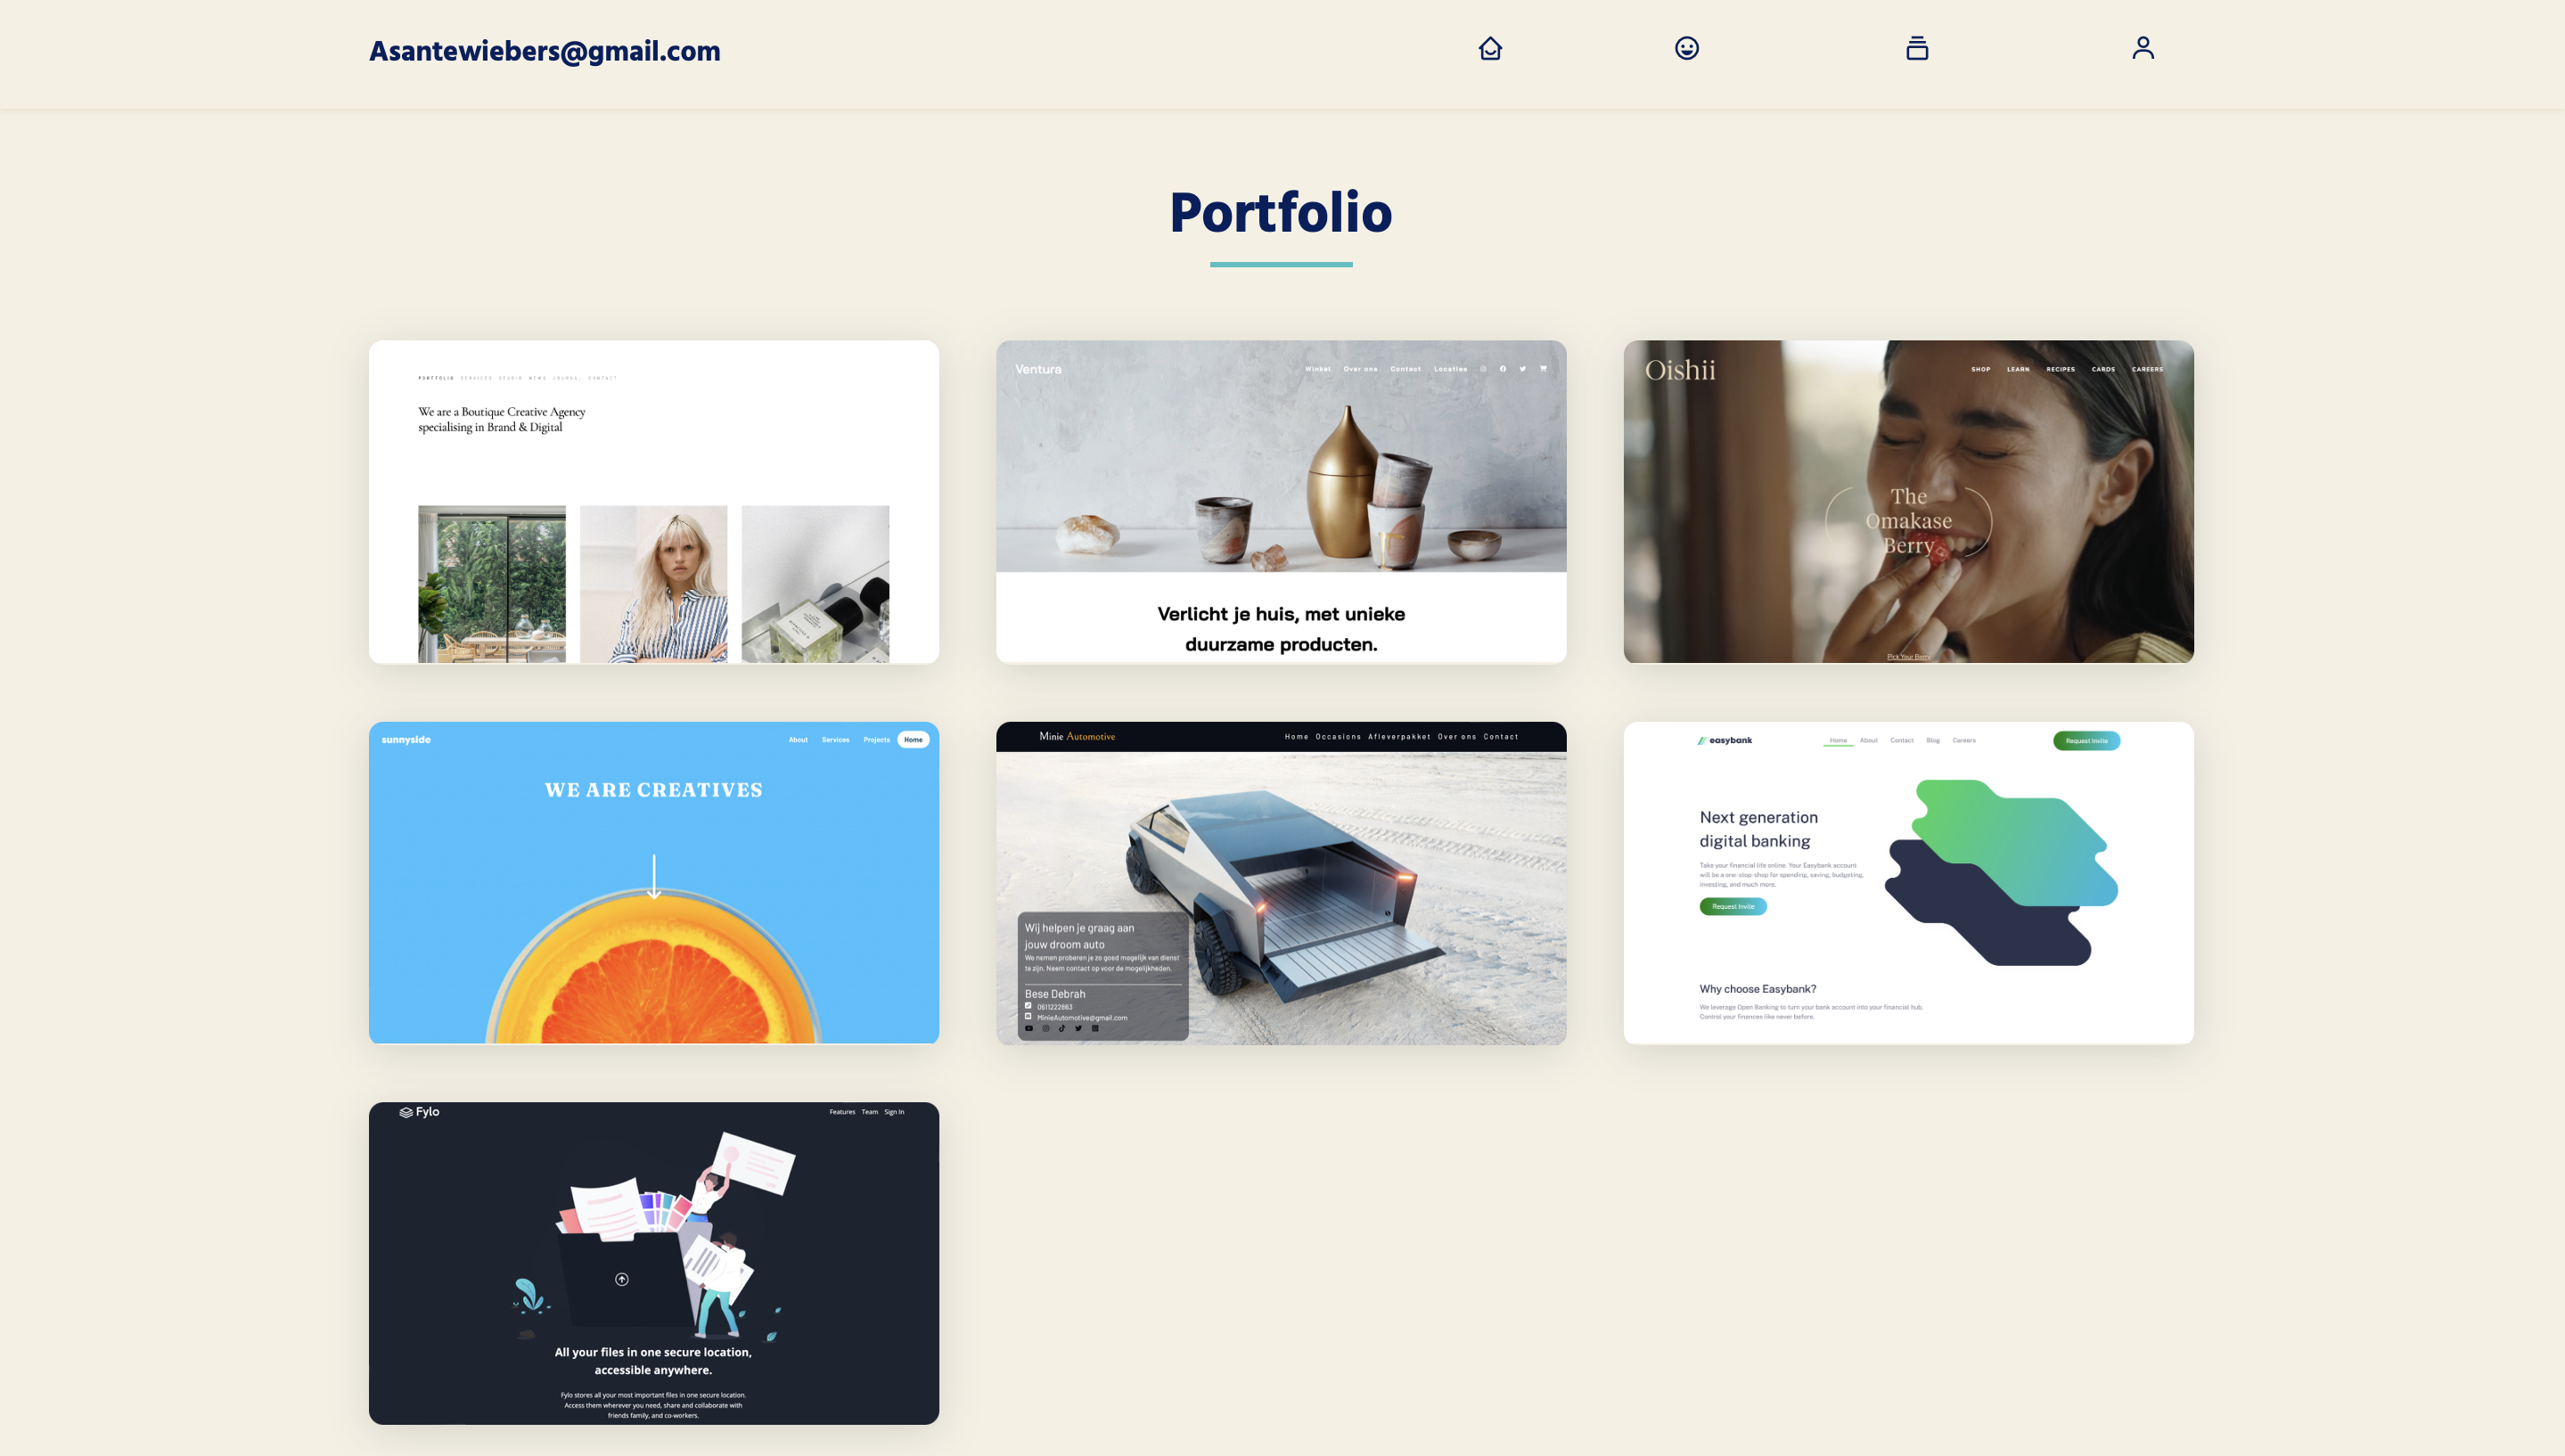 Asantewiebers@gmail.com
Portfolio
PORTFOLIO SERVICES STUDIO NEWS JOURNAL CONTACT
We are a Boutique Creative Agency
specialising in Brand & Digital
Ventura
Winkel Over ons Contact Locaties
Verlicht je huis, met unieke
duurzame producten.
Oishii
SHOP LEARN RECIPES CARDS CAREERS
The
Omakase
Berry
Pick Your Berry
sunnyside
About Services Projects Home
WE ARE CREATIVES
Minie Automotive
Home Occasions Afleverpakket Over ons Contact
Wij helpen je graag aan
jouw droom auto
We nemen proberen je zo goed mogelijk van dienst
te zijn. Neem contact op voor de mogelijkheden.
Bese Debrah
0611222863
MinieAutomotive@gmail.com
easybank
Home About Contact Blog Careers
Request Invite
Next generation
digital banking
Take your financial life online. Your Easybank account
will be a one-stop-shop for spending, saving, budgeting,
investing, and much more.
Request Invite
Why choose Easybank?
We leverage Open Banking to turn your bank account into your financial hub.
Control your finances like never before.
Fylo
Features Team Sign In
All your files in one secure location,
accessible anywhere.
Fylo stores all your most important files in one secure location.
Access them wherever you need, share and collaborate with
friends family, and co-workers.